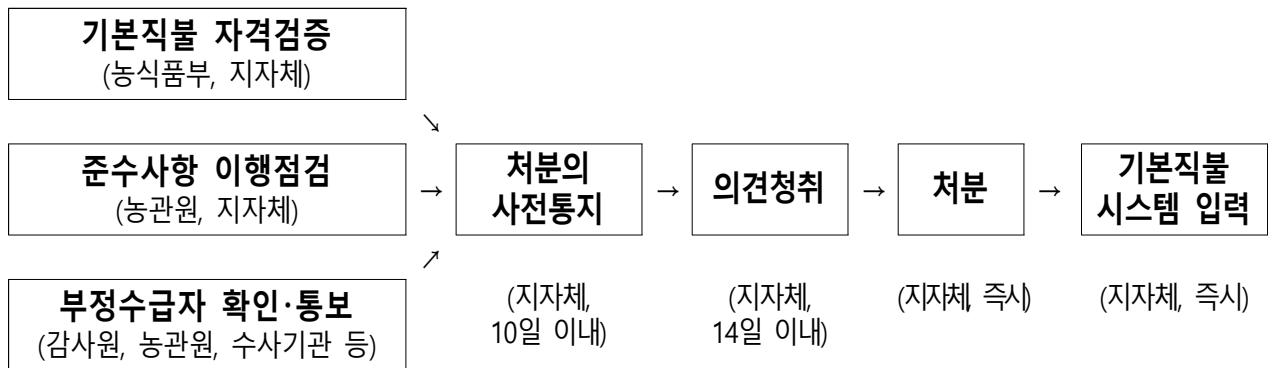 기본직불 자격검증
(농식품부, 지자체)
준수사항 이행점검
(농관원, 지자체)
부정수급자 확인·통보
(감사원, 농관원, 수사기관 등)
↘
→
↗
처분의
사전통지
(지자체,
10일 이내)
→
의견청취
(지자체,
14일 이내)
→
처분
(지자체, 즉시)
→
기본직불
시스템 입력
(지자체, 즉시)